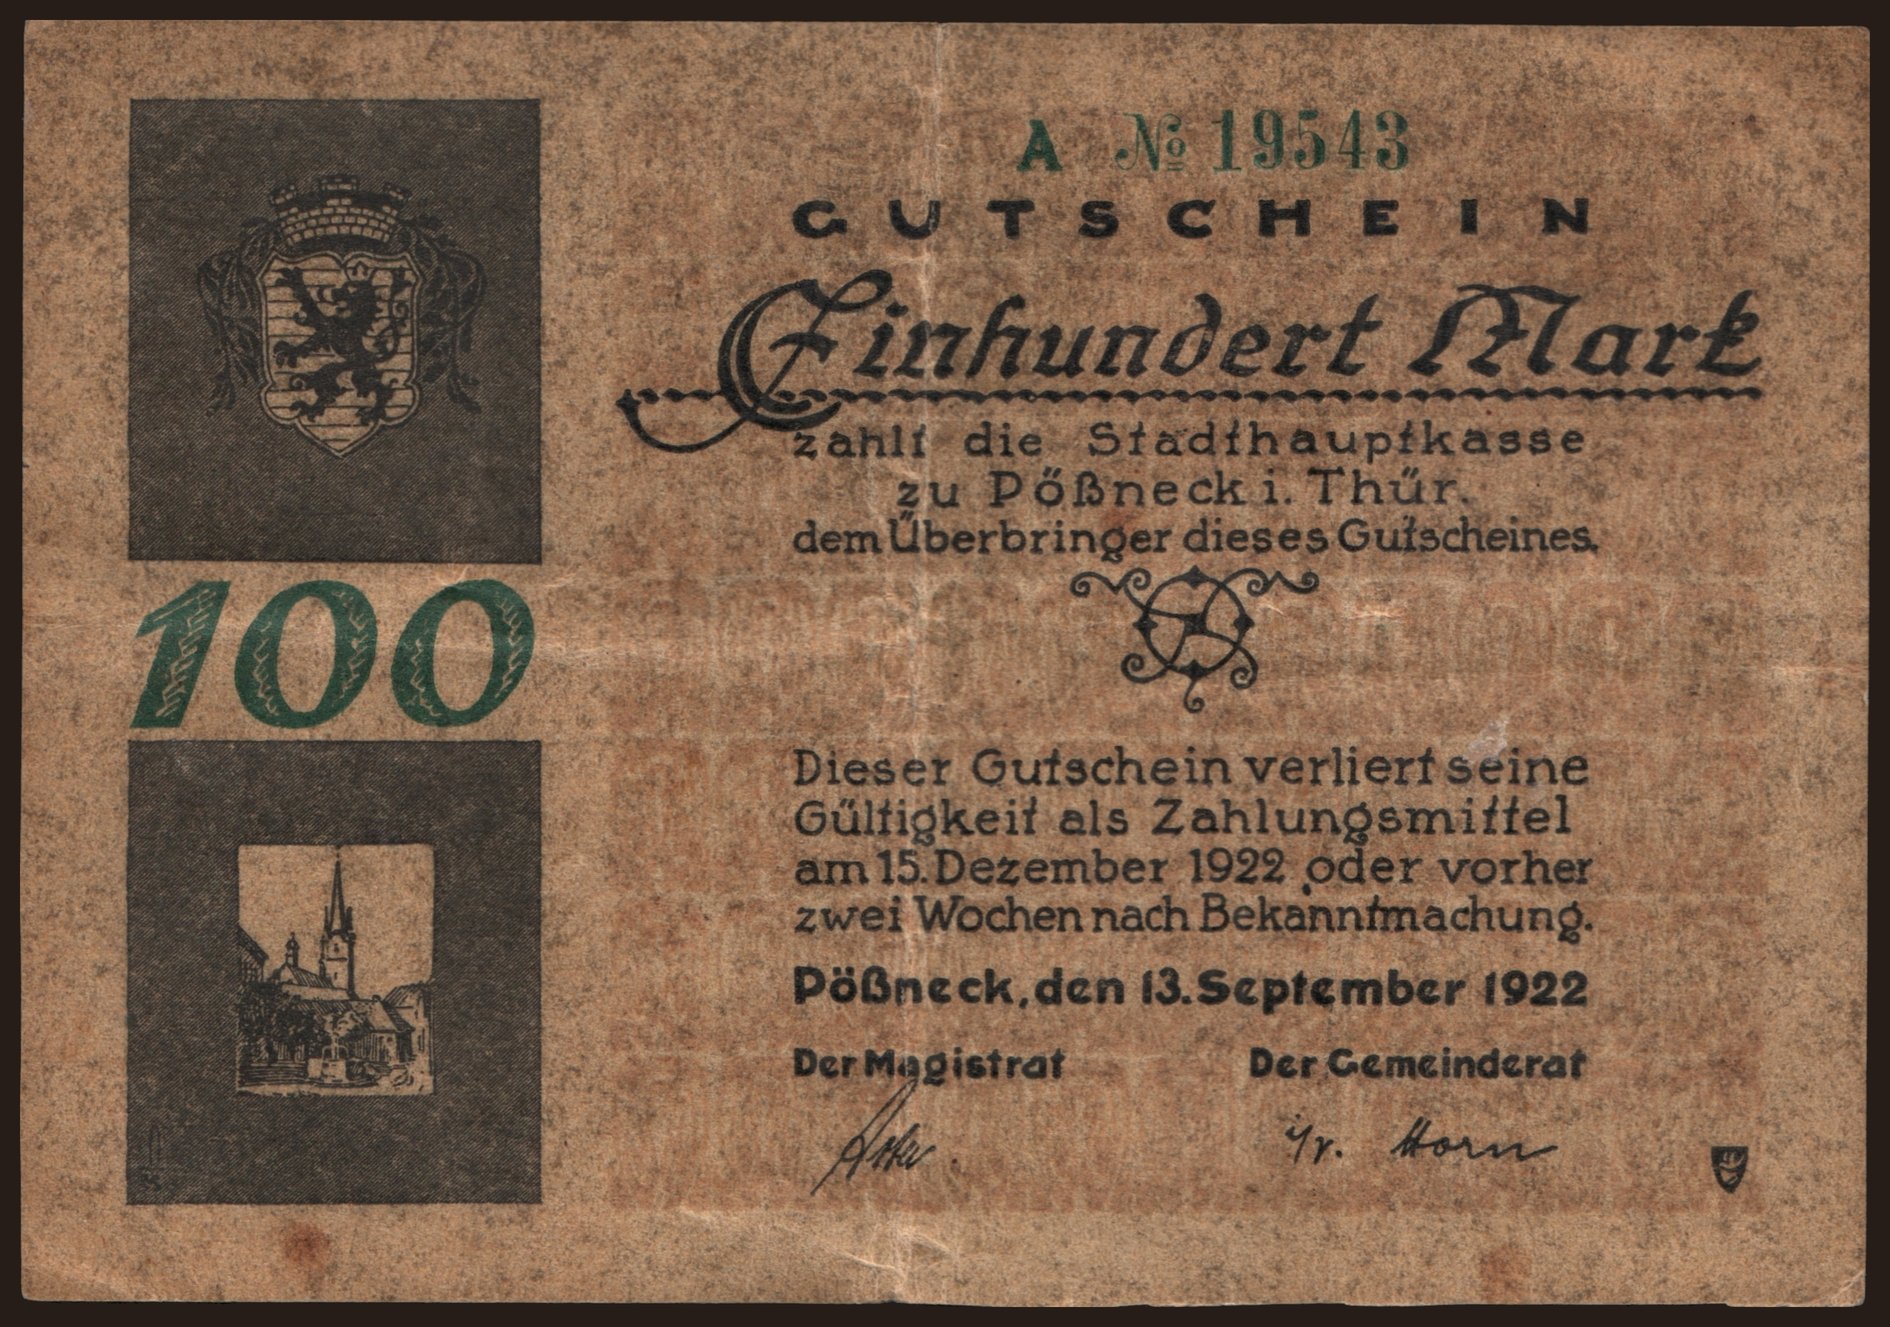 A № 19543
GUTSCHEIN
Einhundert Mark
zahlt die Stadthauptkasse
zu Pößneck i. Thür.
dem Überbringer dieses Gutscheines.
100
Dieser Gutschein verliert seine
Gültigkeit als Zahlungsmittel
am 15. Dezember 1922 oder vorher
zwei Wochen nach Bekanntmachung.
Pößneck, den 13. September 1922
Der Magistrat Der Gemeinderat
i/v. Horn